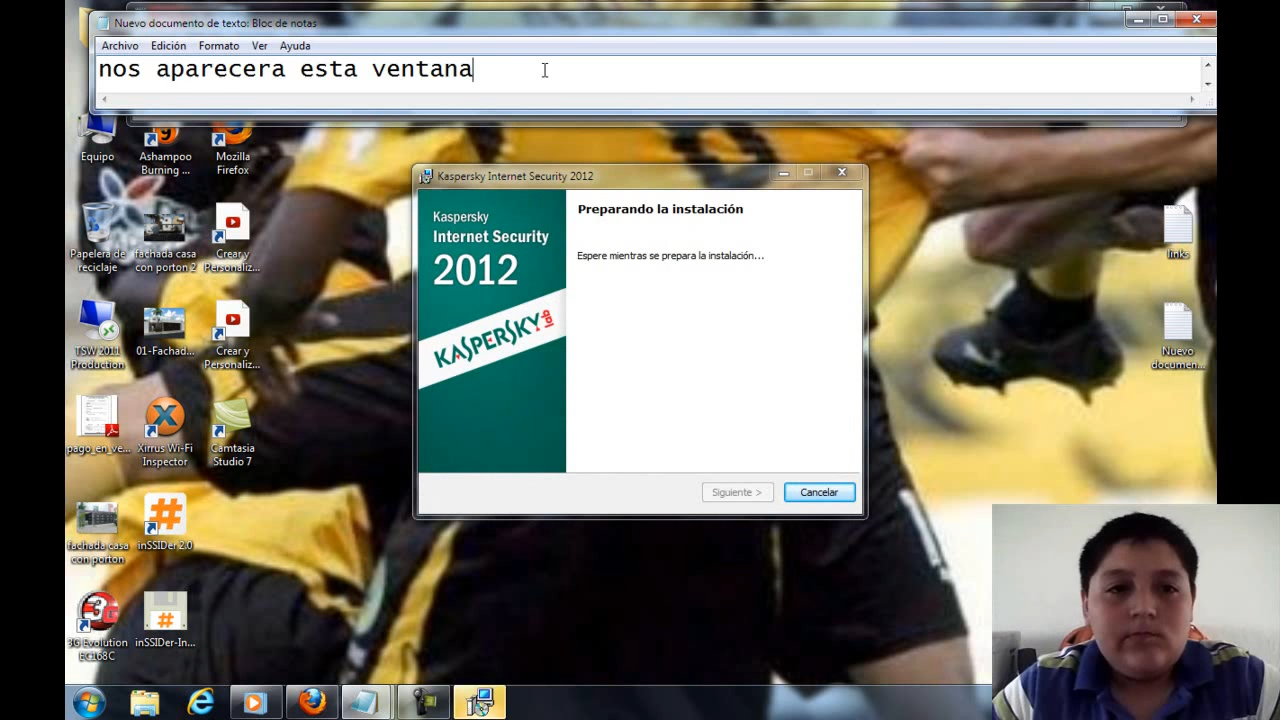 Nuevo documento de texto: Bloc de notas
Archivo Edición Formato Ver Ayuda
nos aparecera esta ventana
Equipo
Ashampoo
Burning ...
Mozilla
Firefox
Papelera de
reciclaje
fachada casa
con porton 2
Crear y
Personaliz...
TSW 2011
Production
01-Fachad...
Crear y
Personaliz...
pago_en_ve...
Xirrus Wi-Fi
Inspector
Camtasia
Studio 7
fachada casa
con porton
inSSIDer 2.0
3G
3G Evolution
EC168C
inSSIDer-In...
Kaspersky Internet Security 2012
Kaspersky
Internet Security
2012
KASPERSKY lab
Preparando la instalación
Espere mientras se prepara la instalación...
Siguiente >
Cancelar
links
Nuevo
documen...